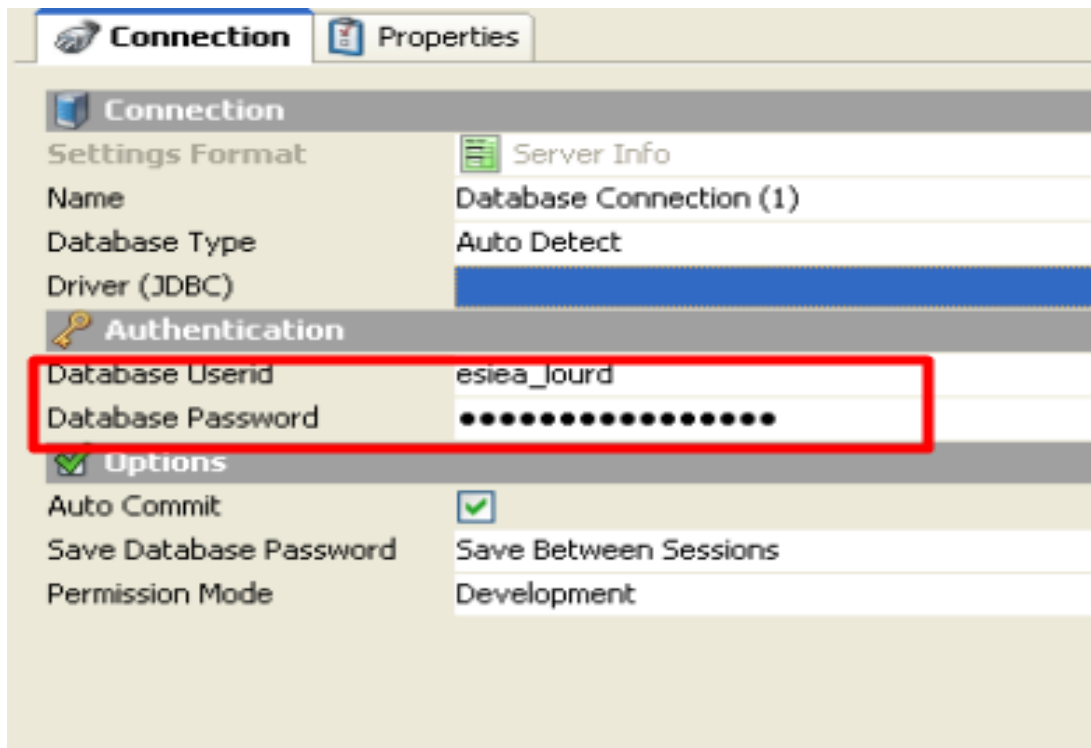 Connection Properties
Connection
Settings Format Server Info
Name Database Connection (1)
Database Type Auto Detect
Driver (JDBC)
Authentication
Database Userid esiea_lourd
Database Password ●●●●●●●●●●●●●●●●
Options
Auto Commit
Save Database Password Save Between Sessions
Permission Mode Development